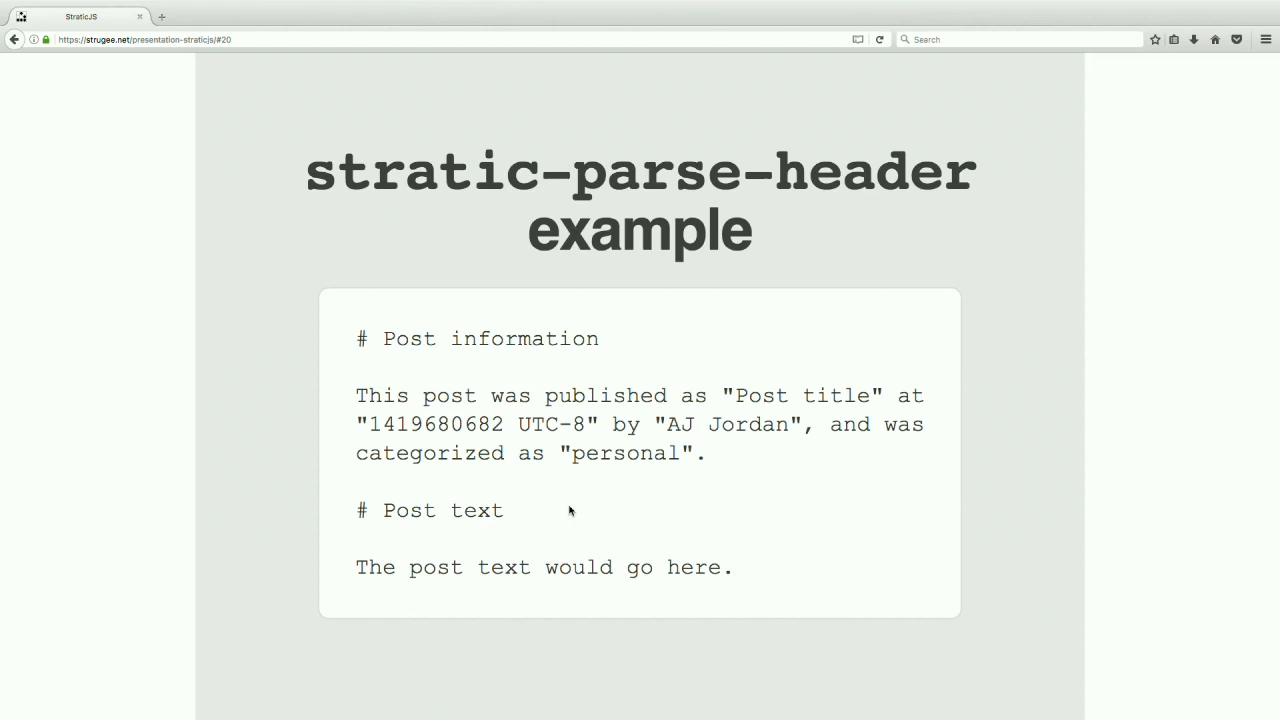 StraticJS
https://strugee.net/presentation-straticjs/#20
Search
stratic-parse-header
example
# Post information
This post was published as "Post title" at
"1419680682 UTC-8" by "AJ Jordan", and was
categorized as "personal".
# Post text
The post text would go here.